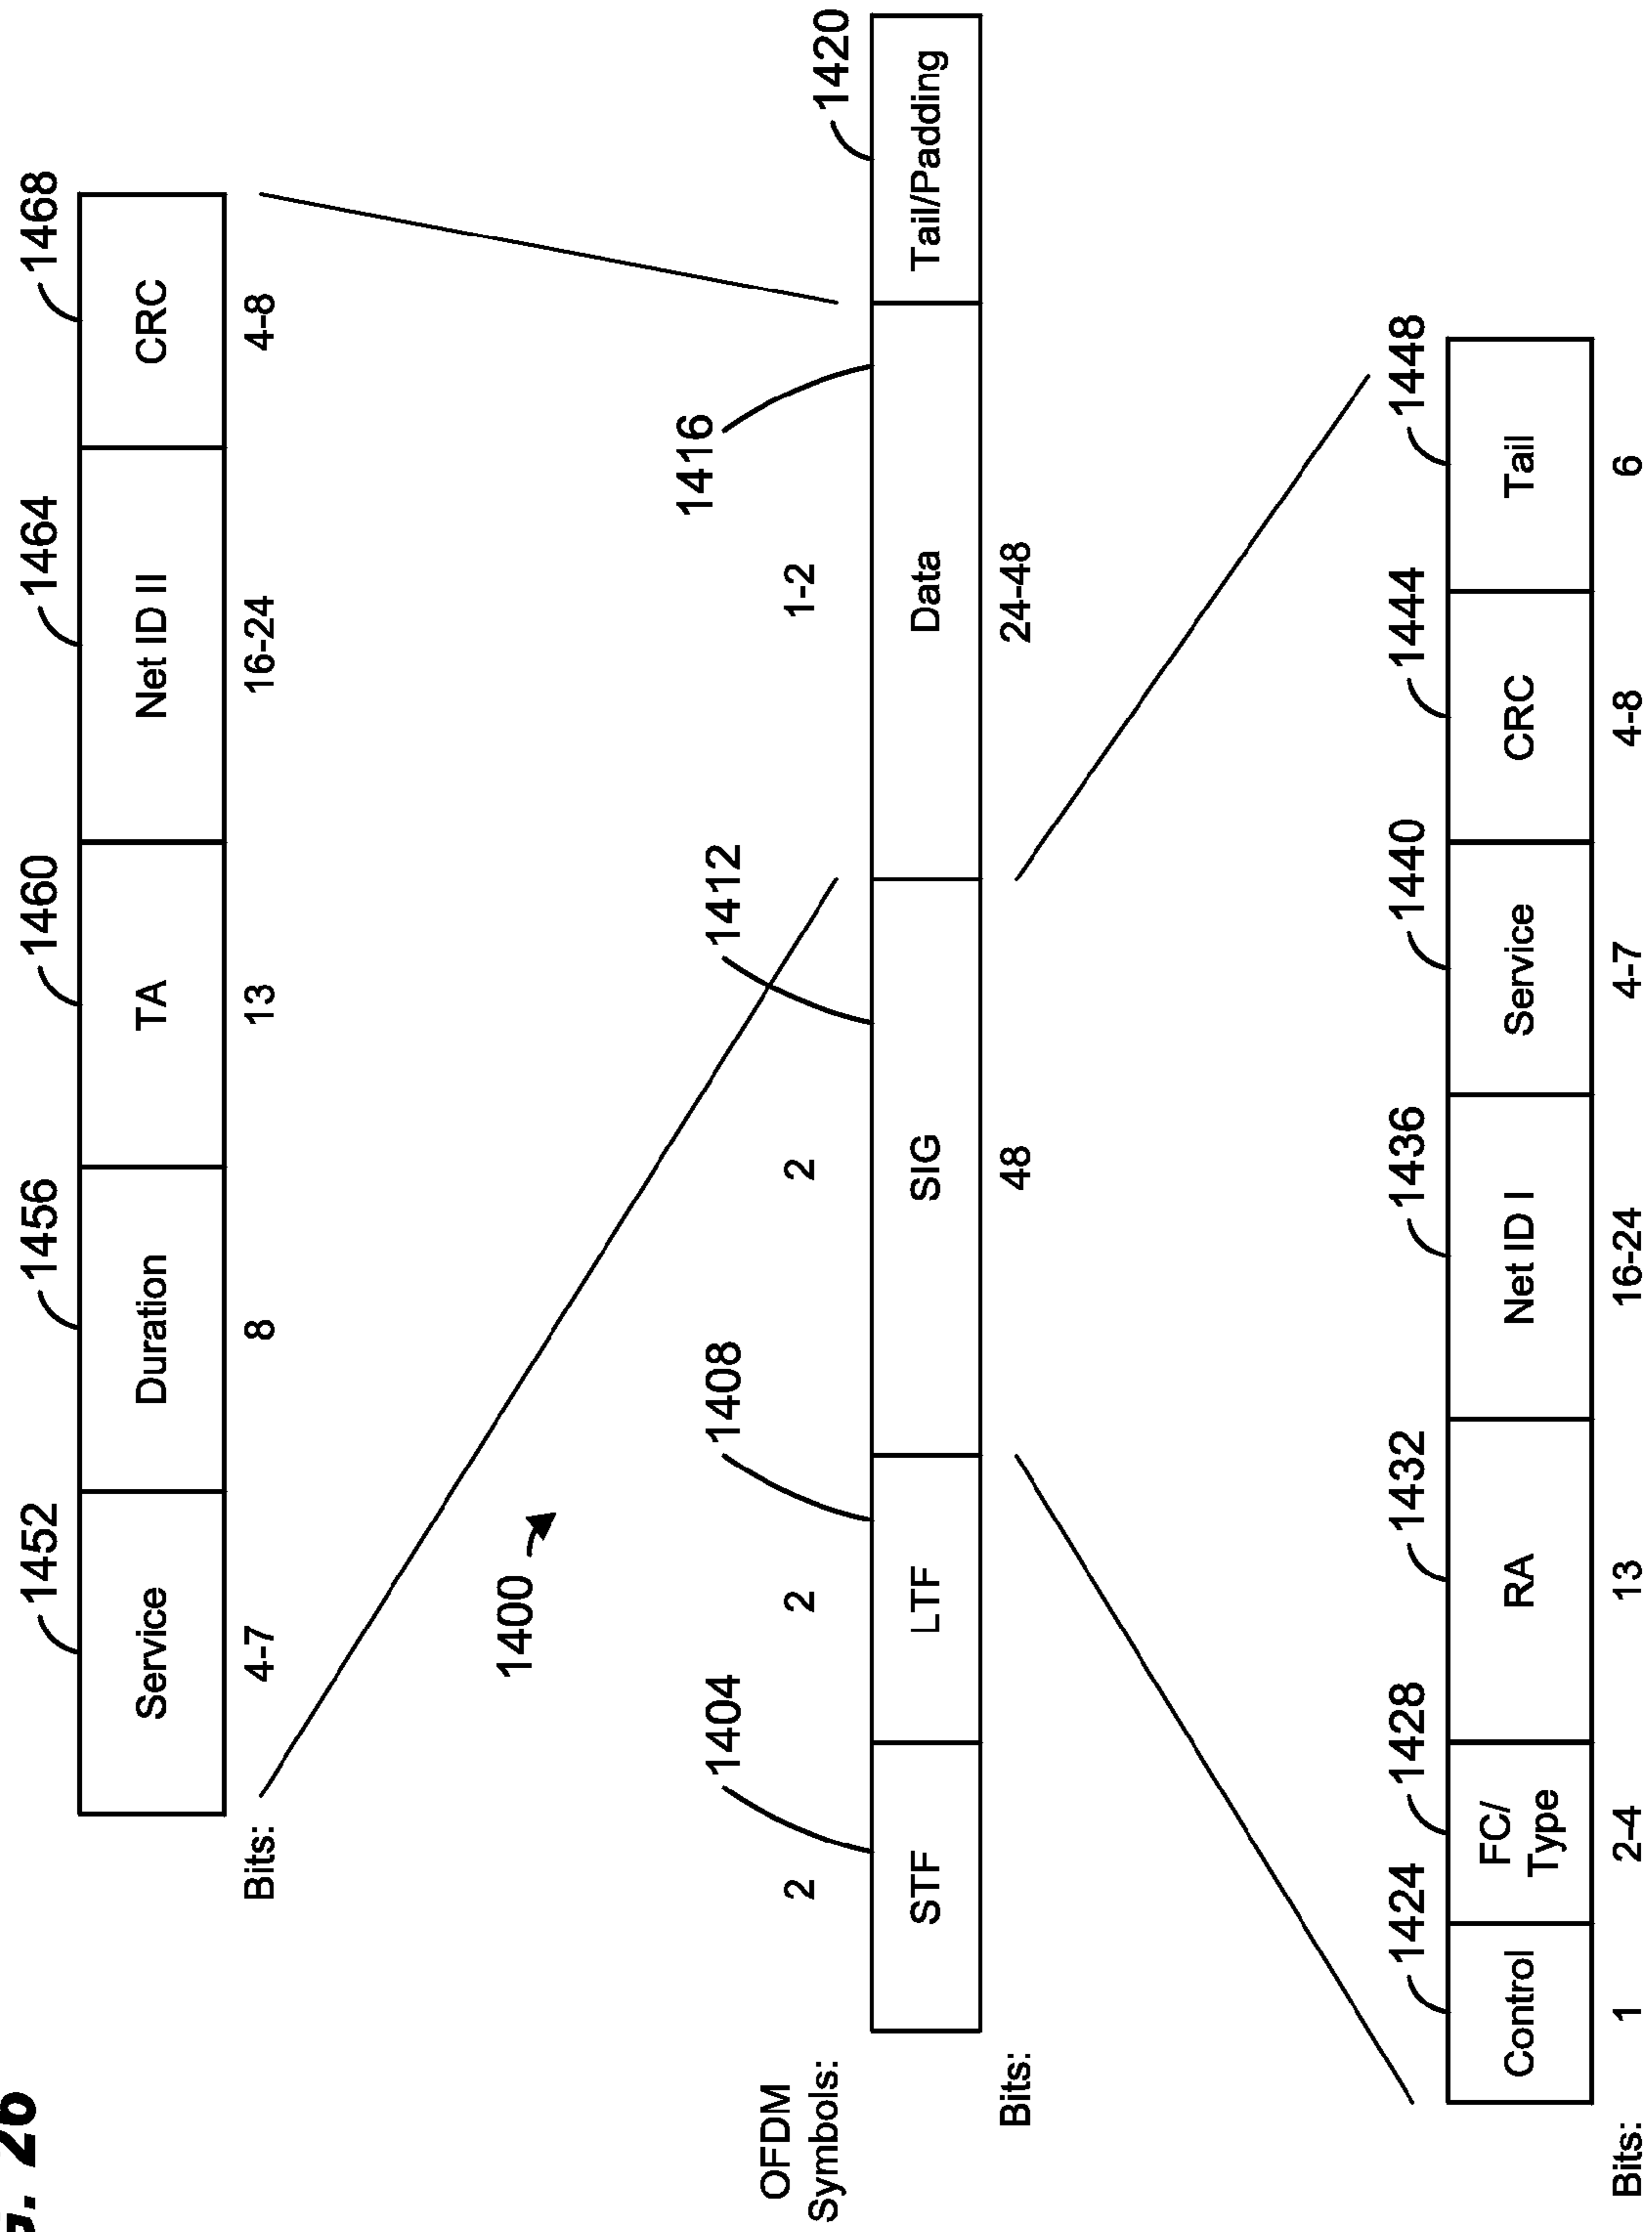 G. 26
1452 1456 1460 1464 1468
Service Duration TA Net ID II CRC
Bits: 4-7 8 13 16-24 4-8
1400
1404 1408 1412 1416 1420
OFDM
Symbols: 2 2 2 1-2
STF LTF SIG Data Tail/Padding
Bits: 48 24-48
1424 1428 1432 1436 1440 1444 1448
Control FC/
Type RA Net ID I Service CRC Tail
Bits: 1 2-4 13 16-24 4-7 4-8 6